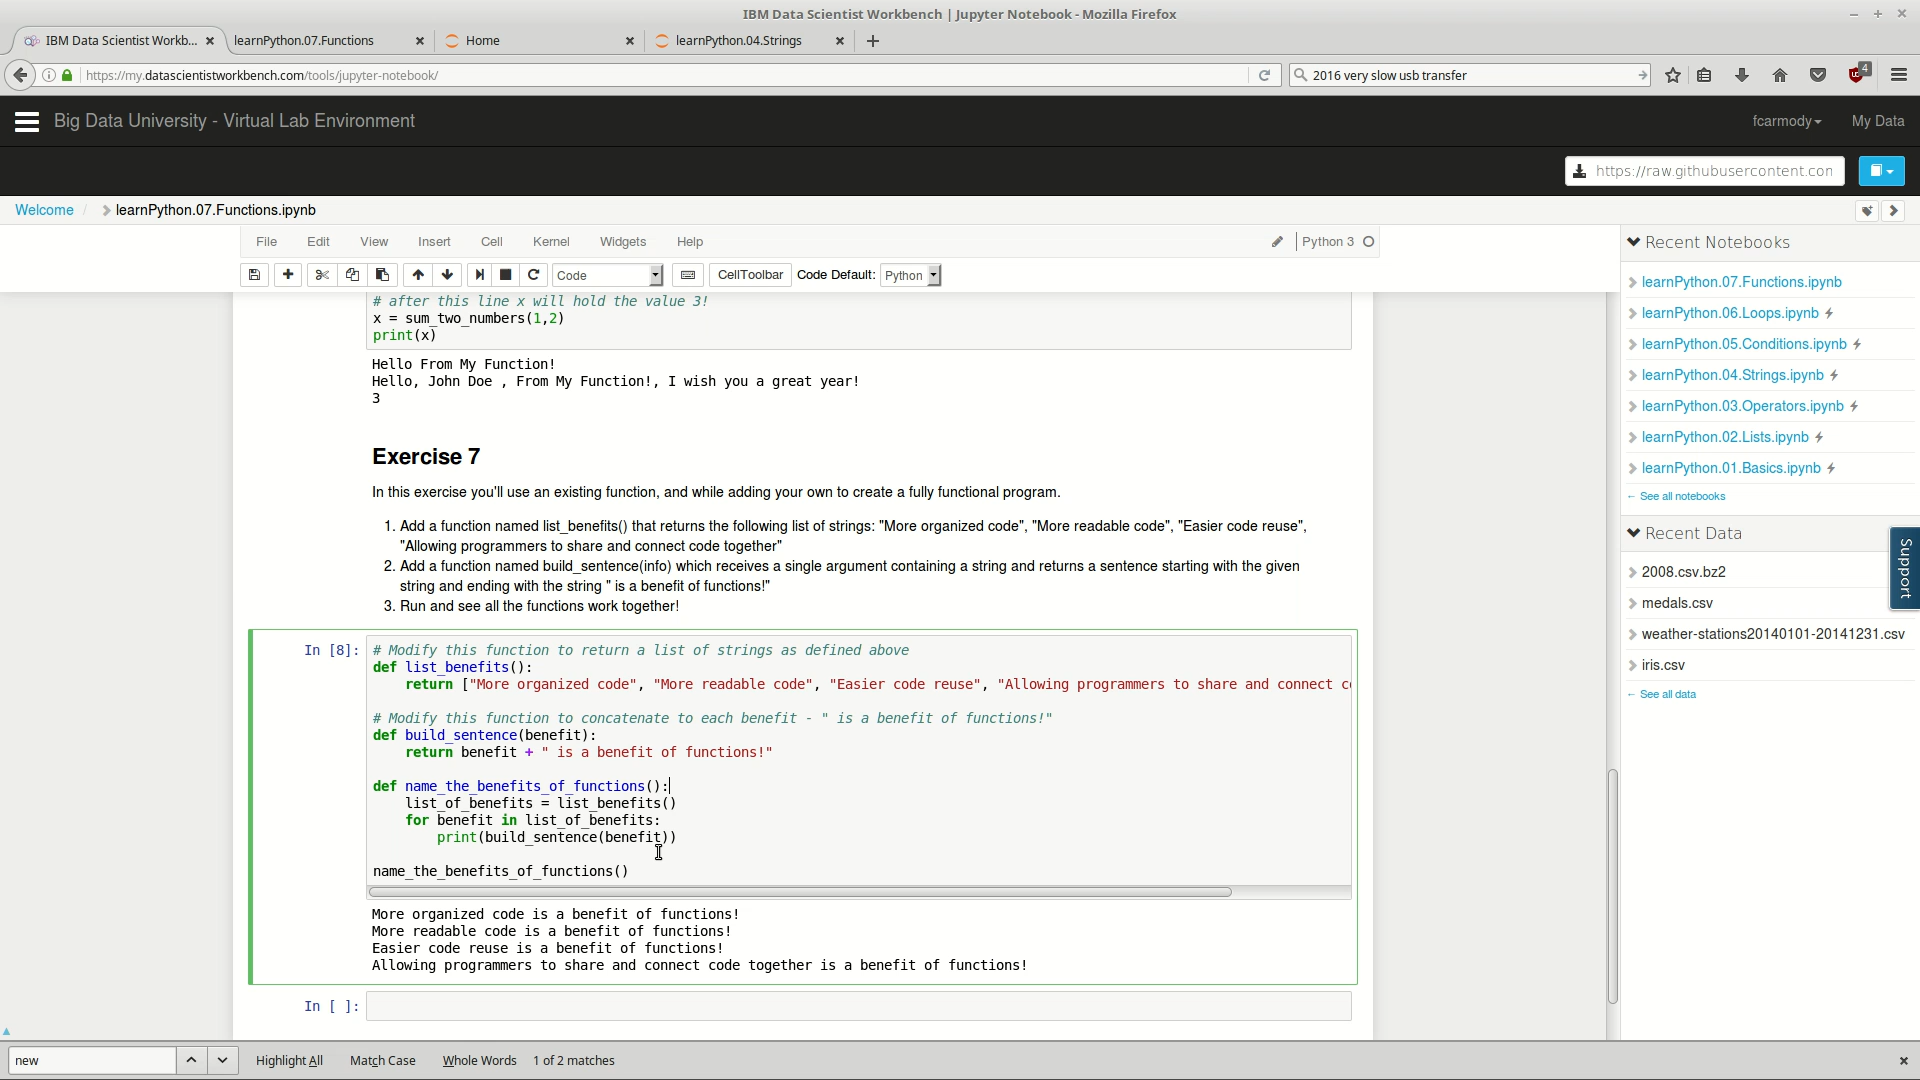 IBM Data Scientist Workbench | Jupyter Notebook - Mozilla Firefox
IBM Data Scientist Workb...
learnPython.07.Functions
Home
learnPython.04.Strings
https://my.datascientistworkbench.com/tools/jupyter-notebook/
2016 very slow usb transfer
4
Big Data University - Virtual Lab Environment
fcarmody
My Data
https://raw.githubusercontent.con
Welcome / learnPython.07.Functions.ipynb
File Edit View Insert Cell Kernel Widgets Help
Python 3
Code
CellToolbar
Code Default:
Python
# after this line x will hold the value 3!
x = sum_two_numbers(1,2)
print(x)
Hello From My Function!
Hello, John Doe , From My Function!, I wish you a great year!
3
Exercise 7
In this exercise you'll use an existing function, and while adding your own to create a fully functional program.
1. Add a function named list_benefits() that returns the following list of strings: "More organized code", "More readable code", "Easier code reuse",
"Allowing programmers to share and connect code together"
2. Add a function named build_sentence(info) which receives a single argument containing a string and returns a sentence starting with the given
string and ending with the string " is a benefit of functions!"
3. Run and see all the functions work together!
In [8]:
# Modify this function to return a list of strings as defined above
def list_benefits():
    return ["More organized code", "More readable code", "Easier code reuse", "Allowing programmers to share and connect c
# Modify this function to concatenate to each benefit - " is a benefit of functions!"
def build_sentence(benefit):
    return benefit + " is a benefit of functions!"
def name_the_benefits_of_functions():
    list_of_benefits = list_benefits()
    for benefit in list_of_benefits:
        print(build_sentence(benefit))
name_the_benefits_of_functions()
More organized code is a benefit of functions!
More readable code is a benefit of functions!
Easier code reuse is a benefit of functions!
Allowing programmers to share and connect code together is a benefit of functions!
In [ ]:
Recent Notebooks
learnPython.07.Functions.ipynb
learnPython.06.Loops.ipynb
learnPython.05.Conditions.ipynb
learnPython.04.Strings.ipynb
learnPython.03.Operators.ipynb
learnPython.02.Lists.ipynb
learnPython.01.Basics.ipynb
← See all notebooks
Recent Data
2008.csv.bz2
medals.csv
weather-stations20140101-20141231.csv
iris.csv
← See all data
Support
new
Highlight All
Match Case
Whole Words
1 of 2 matches